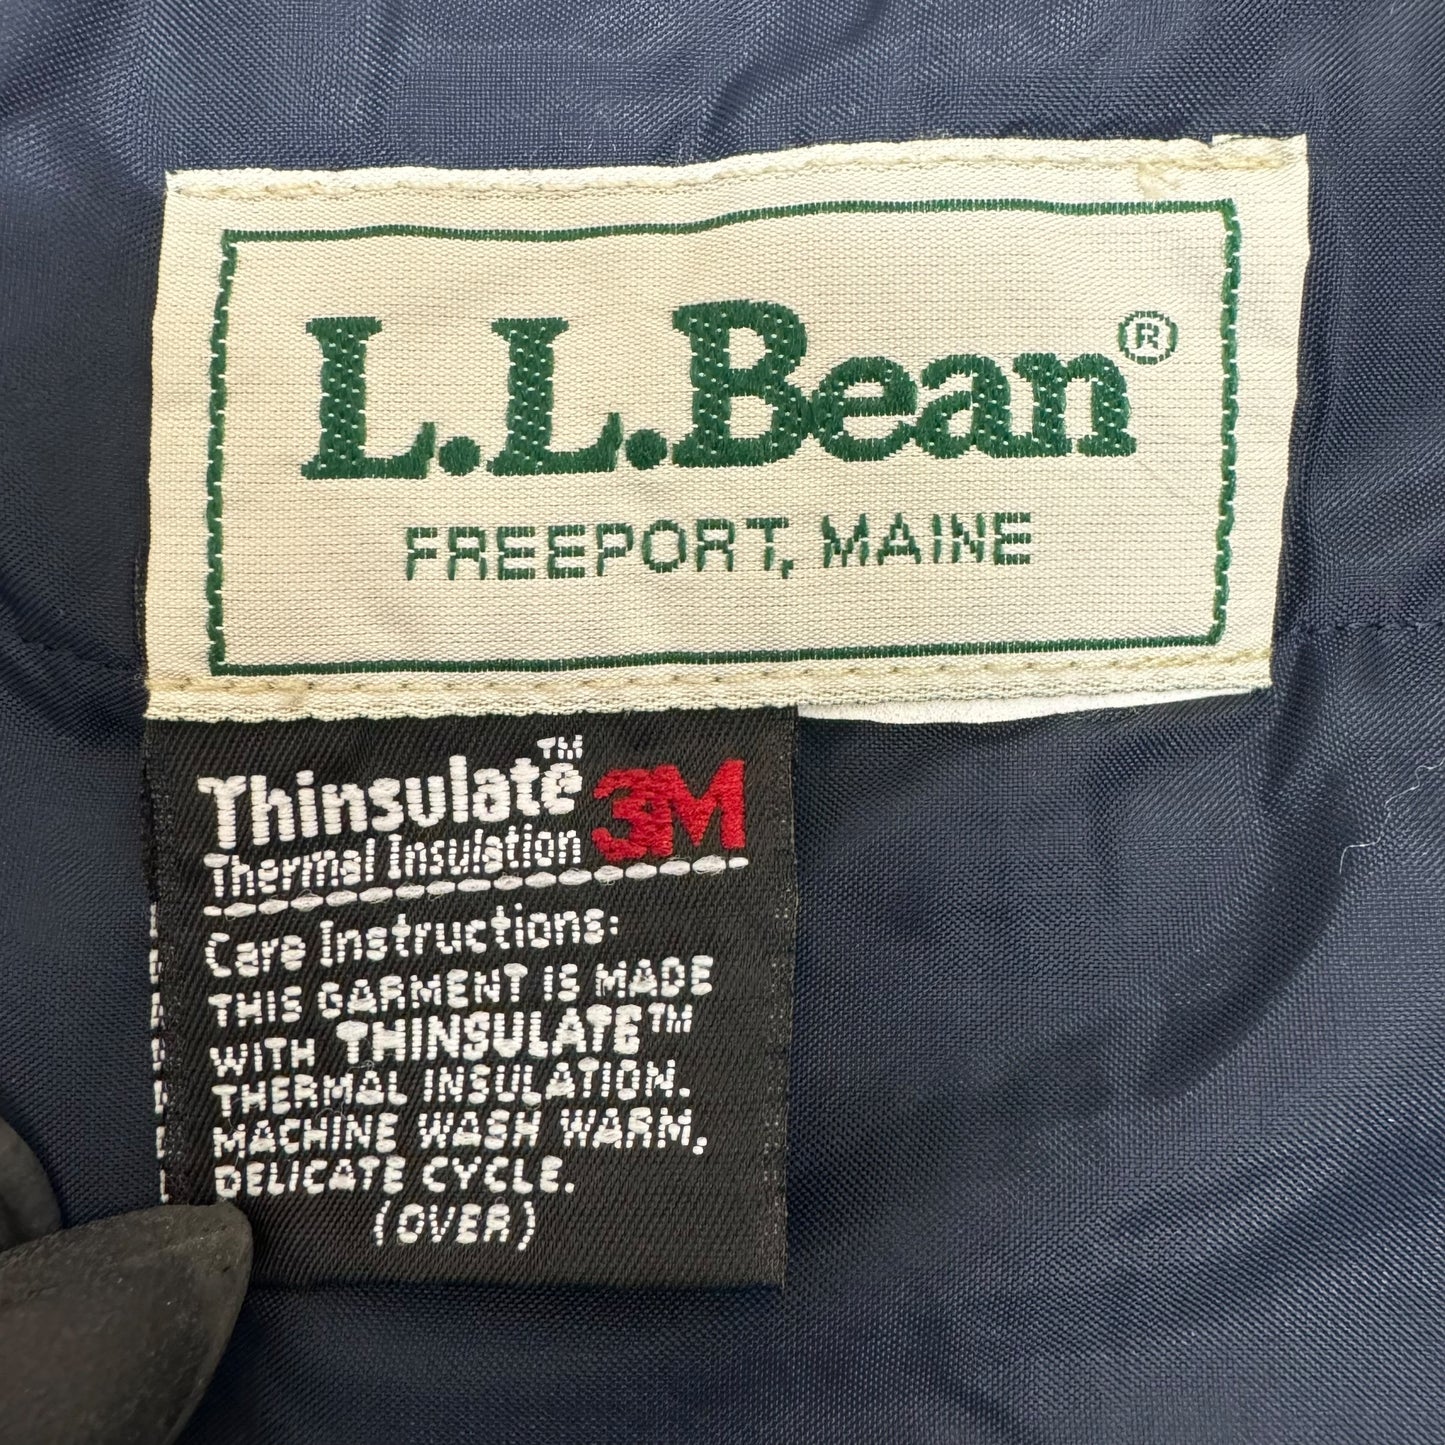 L.L.Bean®
FREEPORT, MAINE
Thinsulate™ 3M
Thermal Insulation
Care Instructions:
THIS GARMENT IS MADE
WITH THINSULATE™
THERMAL INSULATION.
MACHINE WASH WARM,
DELICATE CYCLE.
(OVER)